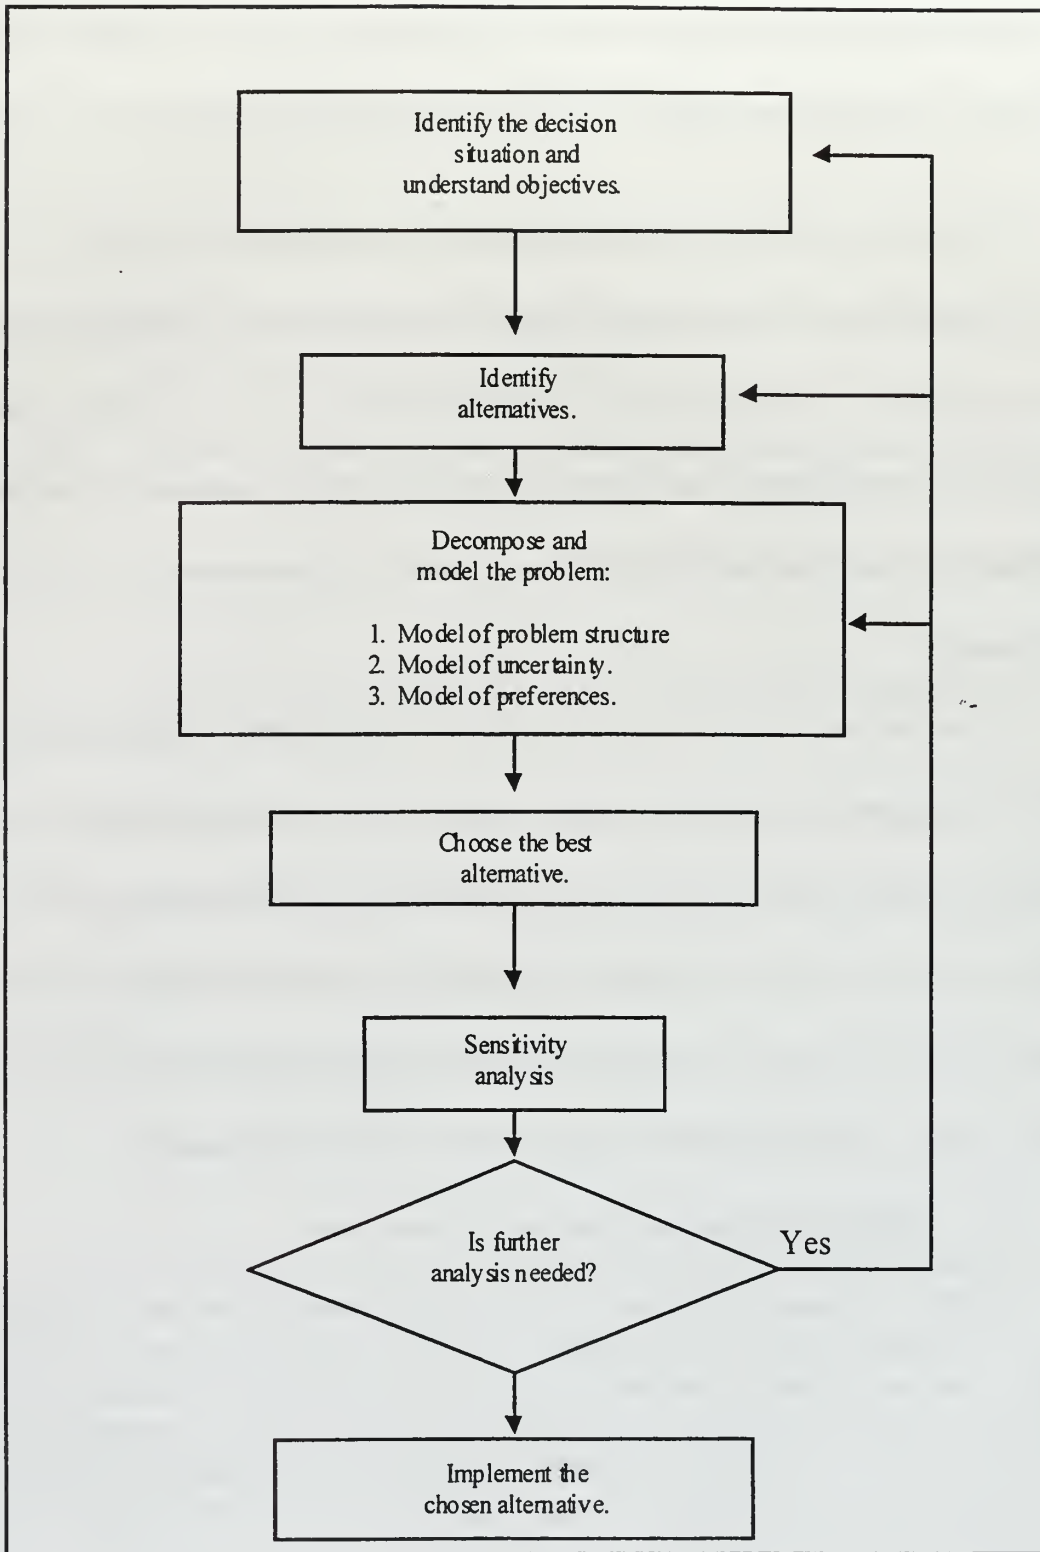 Identify the decision
situation and
understand objectives.
Identify
alternatives.
Decompose and
model the problem:
1. Model of problem structure
2. Model of uncertainty.
3. Model of preferences.
Choose the best
alternative.
Sensitivity
analysis
Is further
analysis needed?
Yes
Implement the
chosen alternative.